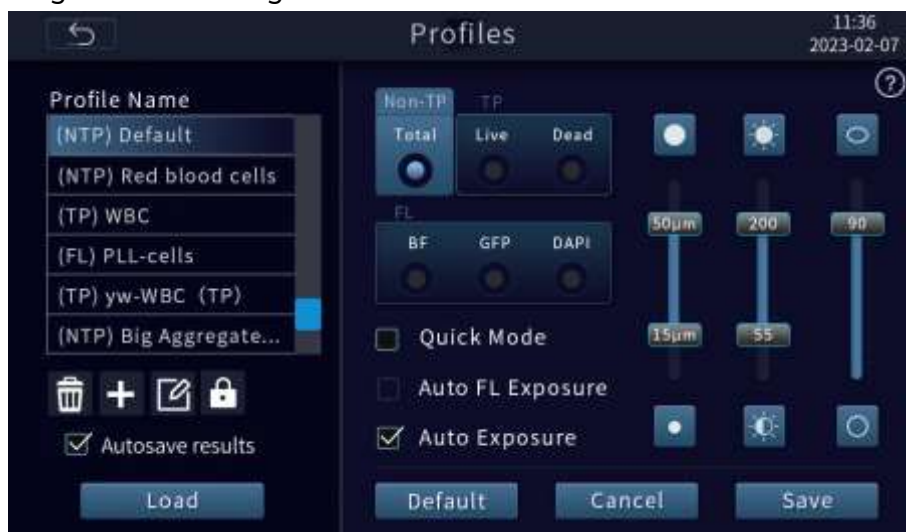 Profiles
11:36
2023-02-07
?
Profile Name
(NTP) Default
(NTP) Red blood cells
(TP) WBC
(FL) PLL-cells
(TP) yw-WBC (TP)
(NTP) Big Aggregate...
Autosave results
Load
Non-TP TP
Total Live Dead
FL
BF GFP DAPI
Quick Mode
Auto FL Exposure
Auto Exposure
50μm 200 90
15μm 55
Default Cancel Save